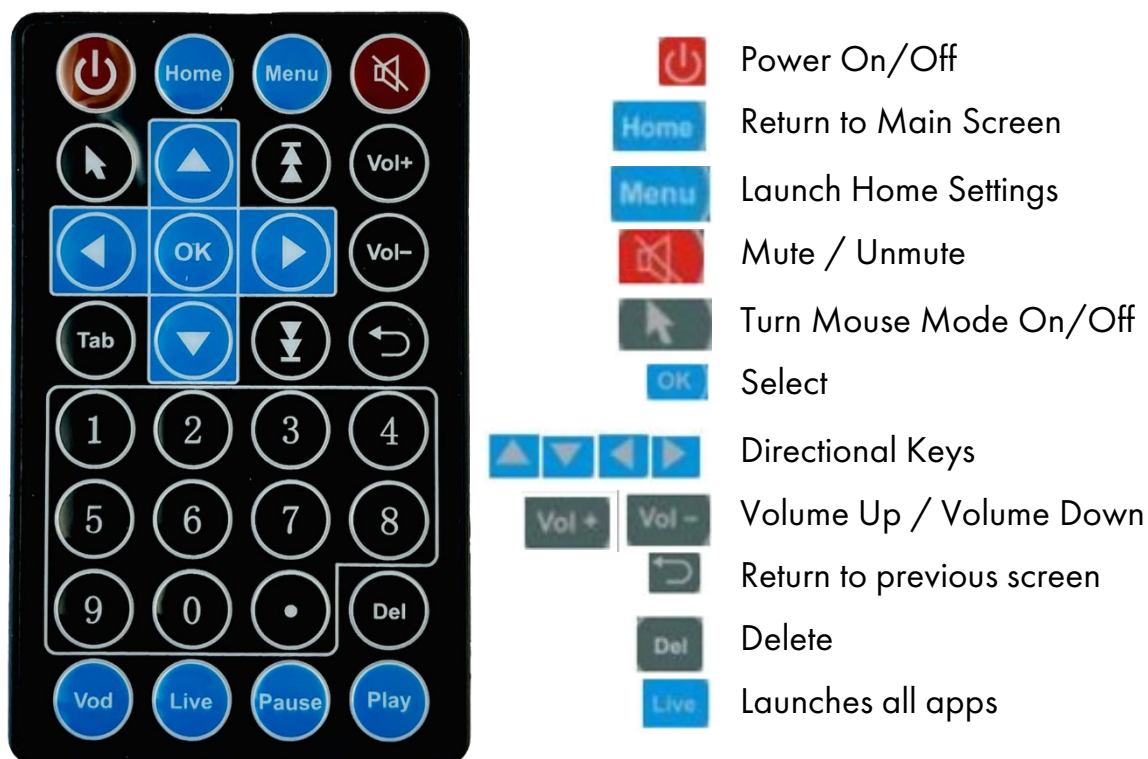 Home Menu
Vol+
OK Vol-
Tab
1 2 3 4
5 6 7 8
9 0 Del
Vod Live Pause Play
Power On/Off
Home Return to Main Screen
Menu Launch Home Settings
Mute / Unmute
Turn Mouse Mode On/Off
OK Select
Directional Keys
Vol + Vol - Volume Up / Volume Down
Return to previous screen
Del Delete
Live Launches all apps